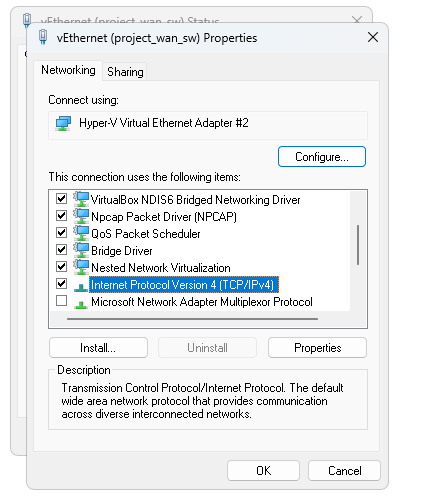 vEthernet (project_wan_sw) Status
vEthernet (project_wan_sw) Properties
Networking
Sharing
Connect using:
Hyper-V Virtual Ethernet Adapter #2
Configure...
This connection uses the following items:
VirtualBox NDIS6 Bridged Networking Driver
Npcap Packet Driver (NPCAP)
QoS Packet Scheduler
Bridge Driver
Nested Network Virtualization
Internet Protocol Version 4 (TCP/IPv4)
Microsoft Network Adapter Multiplexor Protocol
Install...
Uninstall
Properties
Description
Transmission Control Protocol/Internet Protocol. The default
wide area network protocol that provides communication
across diverse interconnected networks.
OK
Cancel